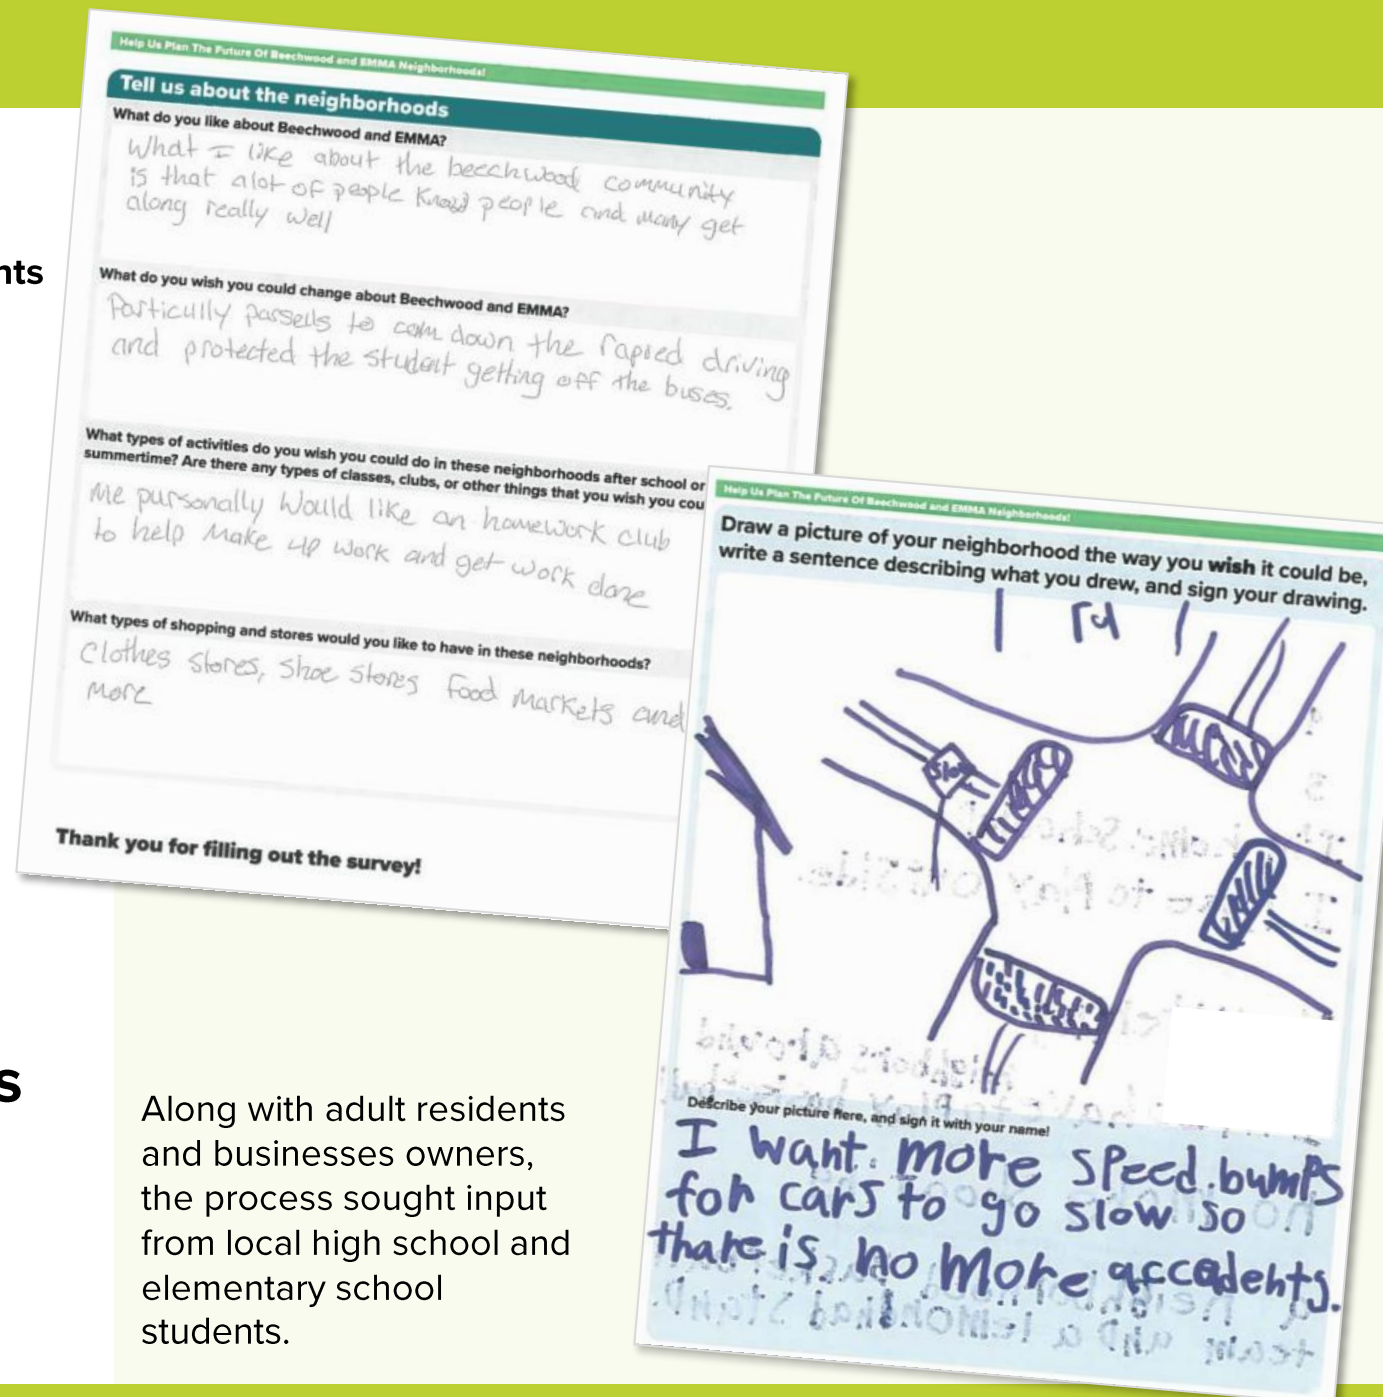 nts
s
Help Us Plan The Future Of Beechwood and EMMA Neighborhoods!
Tell us about the neighborhoods
What do you like about Beechwood and EMMA?
What I like about the beechwood community
is that alot of people Know people and many get
along really well
What do you wish you could change about Beechwood and EMMA?
Particully passells to calm down the rapied driving
and protected the student getting off the buses.
What types of activities do you wish you could do in these neighborhoods after school or
summertime? Are there any types of classes, clubs, or other things that you wish you cou
Me pursonally Would like an homework club
to help Make up work and get work done
What types of shopping and stores would you like to have in these neighborhoods?
Clothes stores, shoe stores food markets and
more
Thank you for filling out the survey!
Help Us Plan The Future Of Beechwood and EMMA Neighborhoods!
Draw a picture of your neighborhood the way you wish it could be,
write a sentence describing what you drew, and sign your drawing.
Describe your picture here, and sign it with your name!
I want more speed bumps
for cars to go slow so
thare is no more accedents.
Along with adult residents
and businesses owners,
the process sought input
from local high school and
elementary school
students.